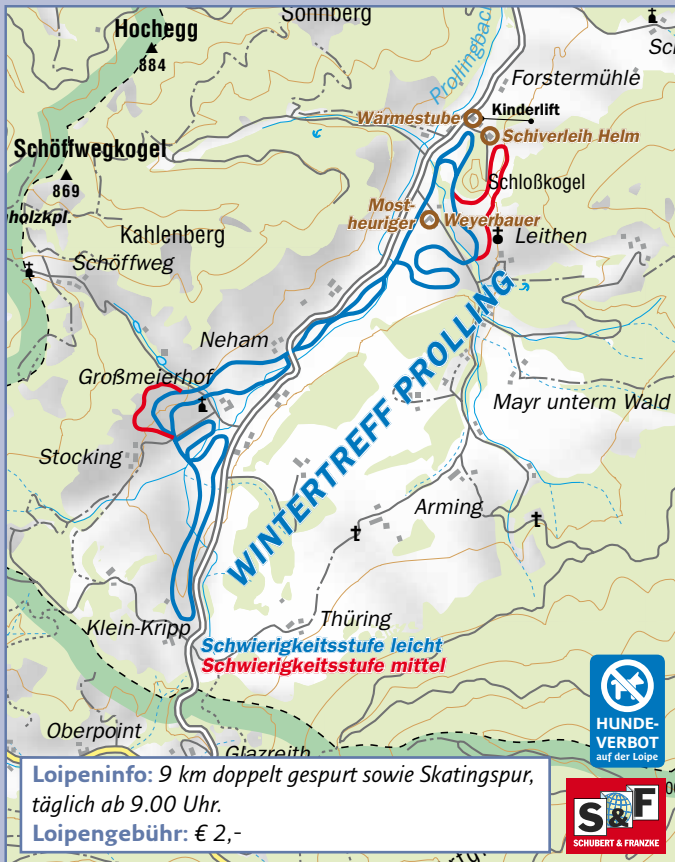 Sonnberg
Hochegg
884
Prollingbach
Forstermühle
Wärmestube
Kinderlift
Schiverleih Helm
Schöffwegkogel
869
Schloßkogel
holzkpl.
Most-
heuriger
Weyerbauer
Kahlenberg
Leithen
Schöffweg
Neham
Großmeierhof
Mayr unterm Wald
Stocking
WINTERTREFF PROLLING
Arming
Klein-Kripp
Thüring
Schwierigkeitsstufe leicht
Schwierigkeitsstufe mittel
HUNDE-
VERBOT
auf der Loipe
Oberpoint
Glazreith
Loipeninfo: 9 km doppelt gespurt sowie Skatingspur,
täglich ab 9.00 Uhr.
Loipengebühr: € 2,-
S&F
SCHUBERT & FRANZKE